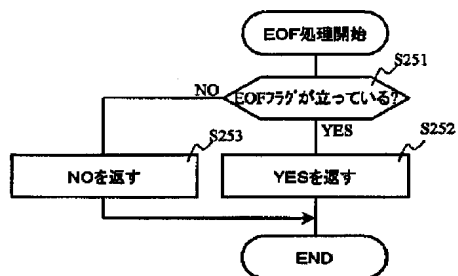 EOF処理開始
S251
EOFフラグが立っている?
NO
YES
S253
S252
NOを返す
YESを返す
END